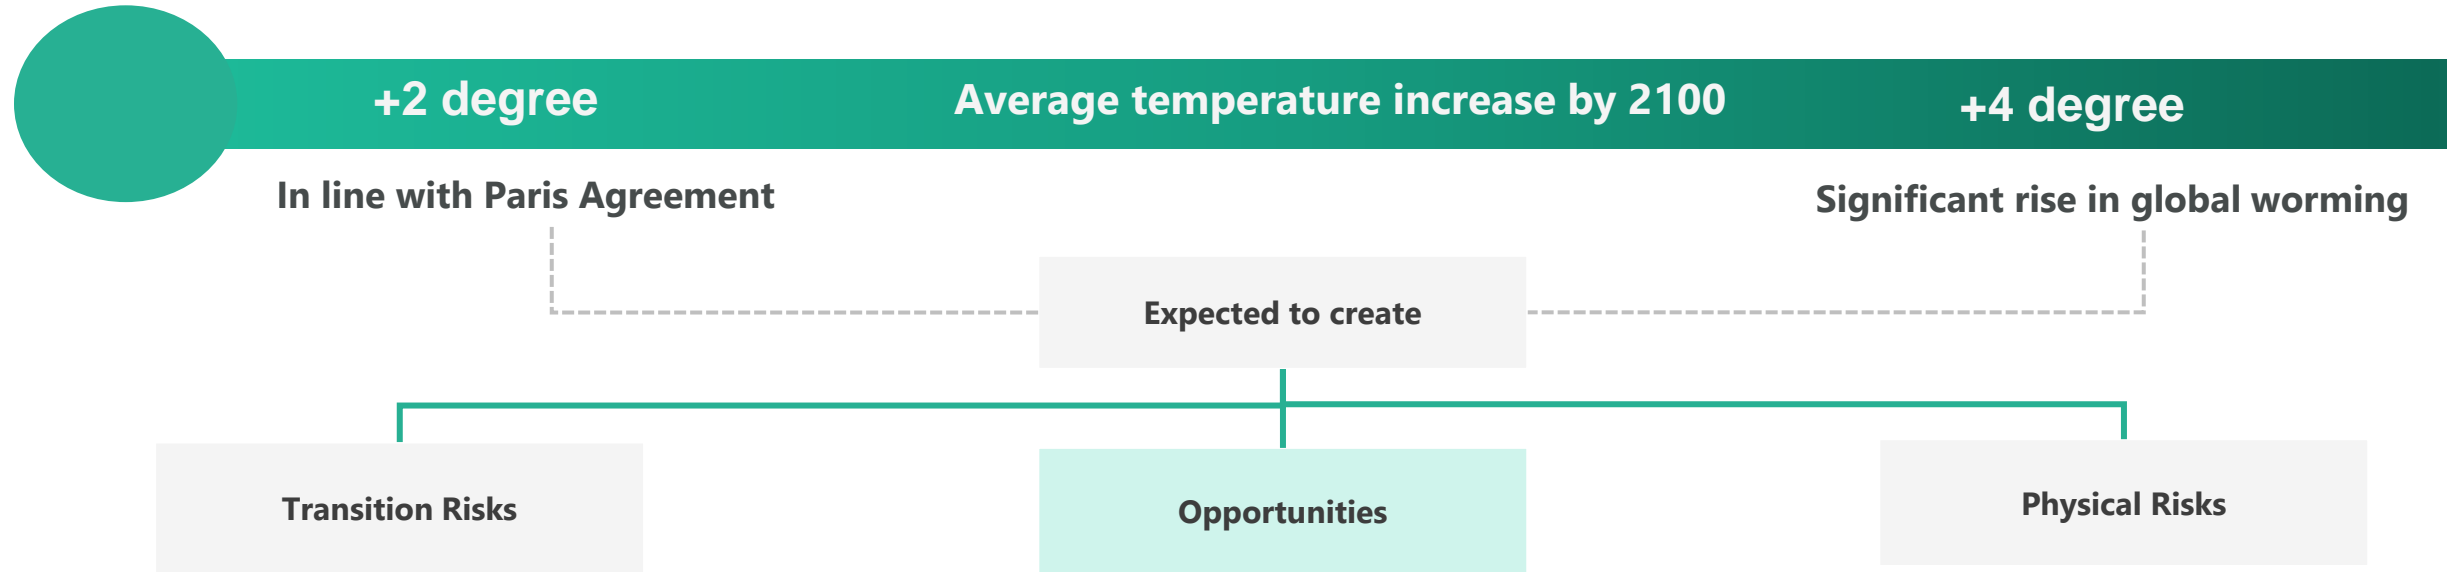 +2 degree
Average temperature increase by 2100
+4 degree
In line with Paris Agreement
Significant rise in global worming
Expected to create
Transition Risks
Opportunities
Physical Risks